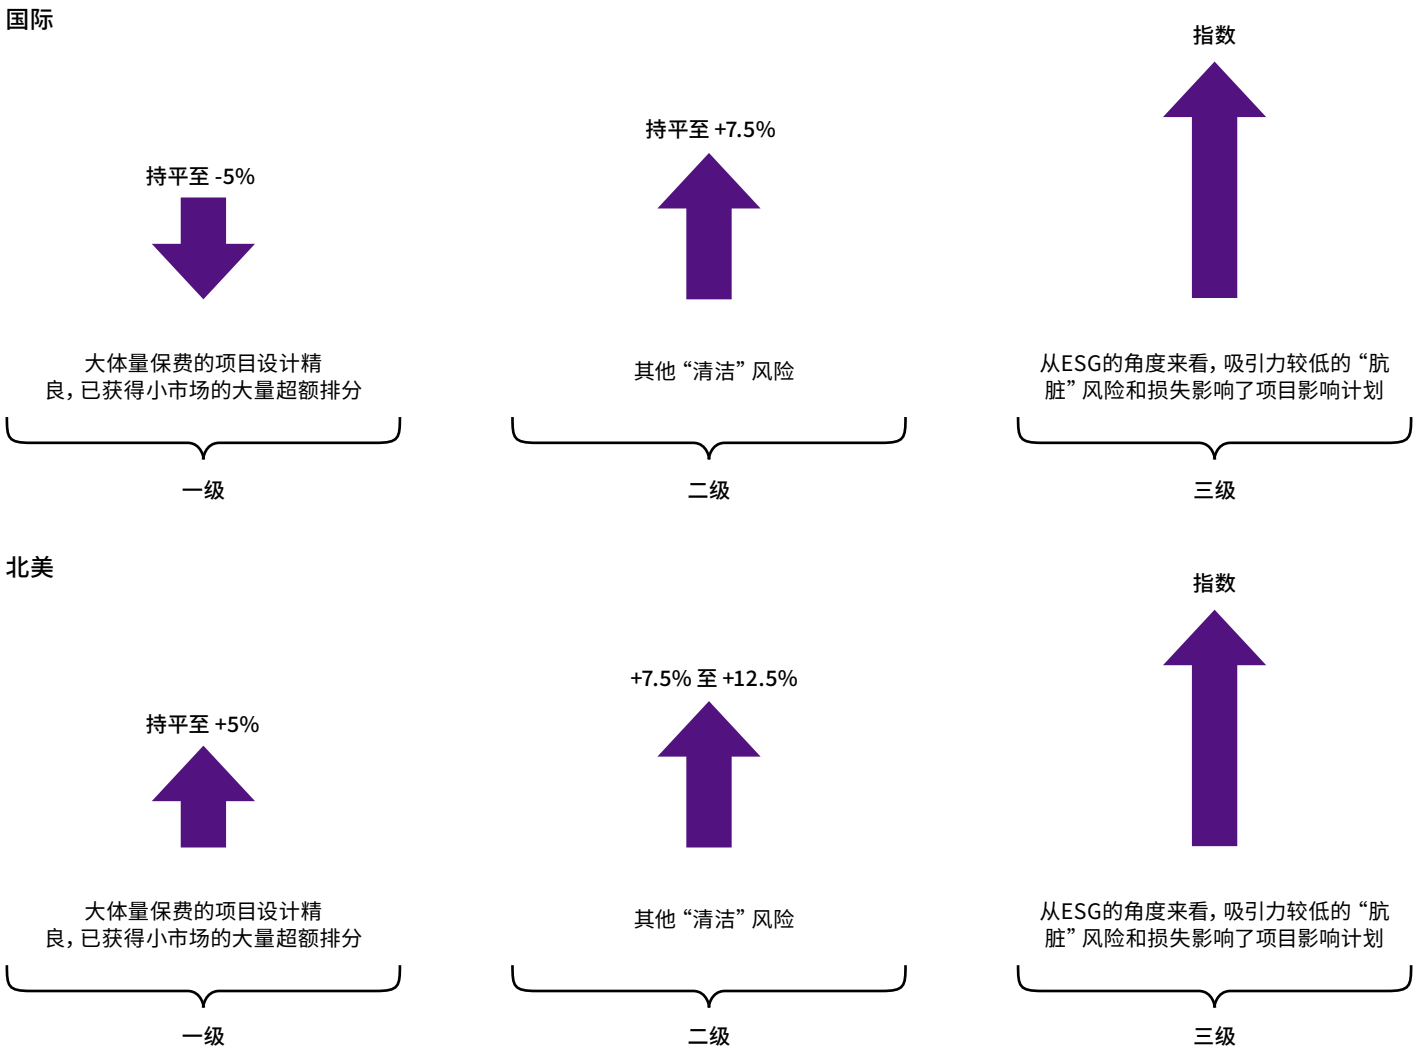 国际
持平至 -5%
大体量保费的项目设计精
良，已获得小市场的大量超额排分
一级
持平至 +7.5%
其他 “清洁” 风险
二级
指数
从ESG的角度来看，吸引力较低的 “肮
脏” 风险和损失影响了项目影响计划
三级
北美
持平至 +5%
大体量保费的项目设计精
良，已获得小市场的大量超额排分
一级
+7.5% 至 +12.5%
其他 “清洁” 风险
二级
指数
从ESG的角度来看，吸引力较低的 “肮
脏” 风险和损失影响了项目影响计划
三级